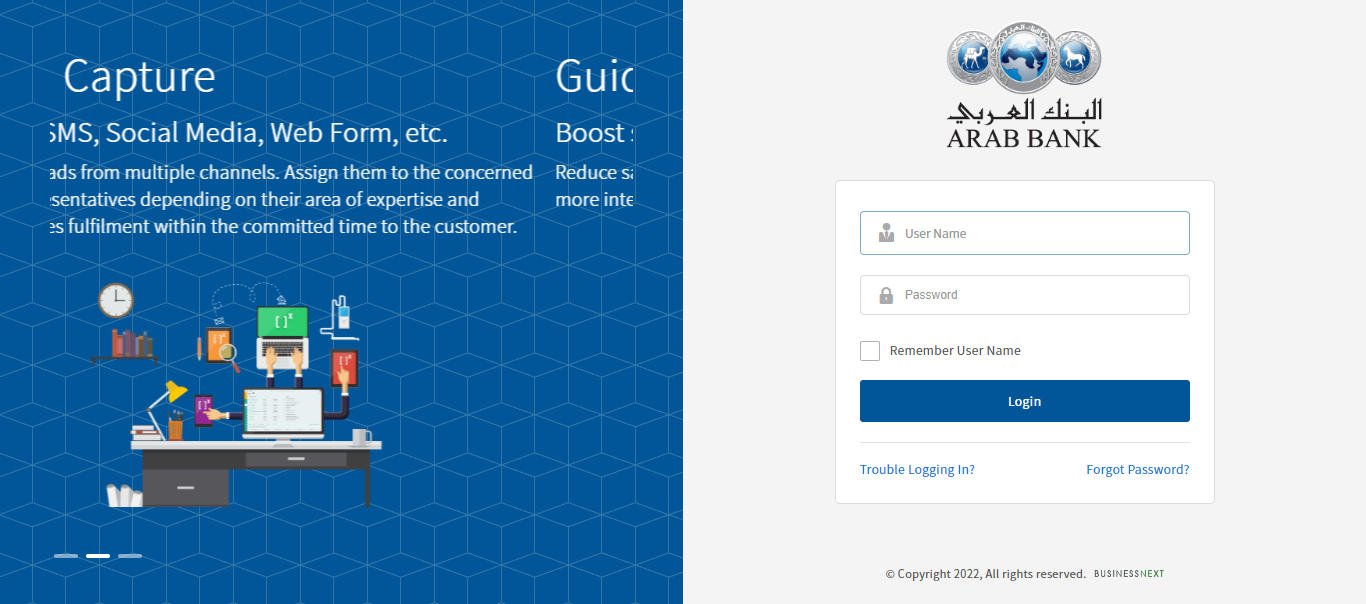 Capture
SMS, Social Media, Web Form, etc.
ads from multiple channels. Assign them to the concerned
sentatives depending on their area of expertise and
es fulfilment within the committed time to the customer.
Guid
Boost
Reduce sa
more inte
البنك العربي
ARAB BANK
User Name
Password
Remember User Name
Login
Trouble Logging In?
Forgot Password?
© Copyright 2022, All rights reserved. BUSINESSNEXT